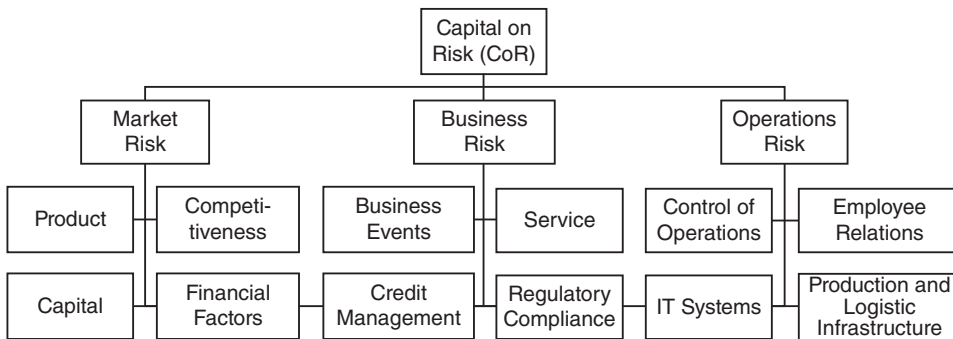 Capital on
Risk (CoR)
Market
Risk
Business
Risk
Operations
Risk
Product
Competi-
tiveness
Business
Events
Service
Control of
Operations
Employee
Relations
Capital
Financial
Factors
Credit
Management
Regulatory
Compliance
IT Systems
Production and
Logistic
Infrastructure